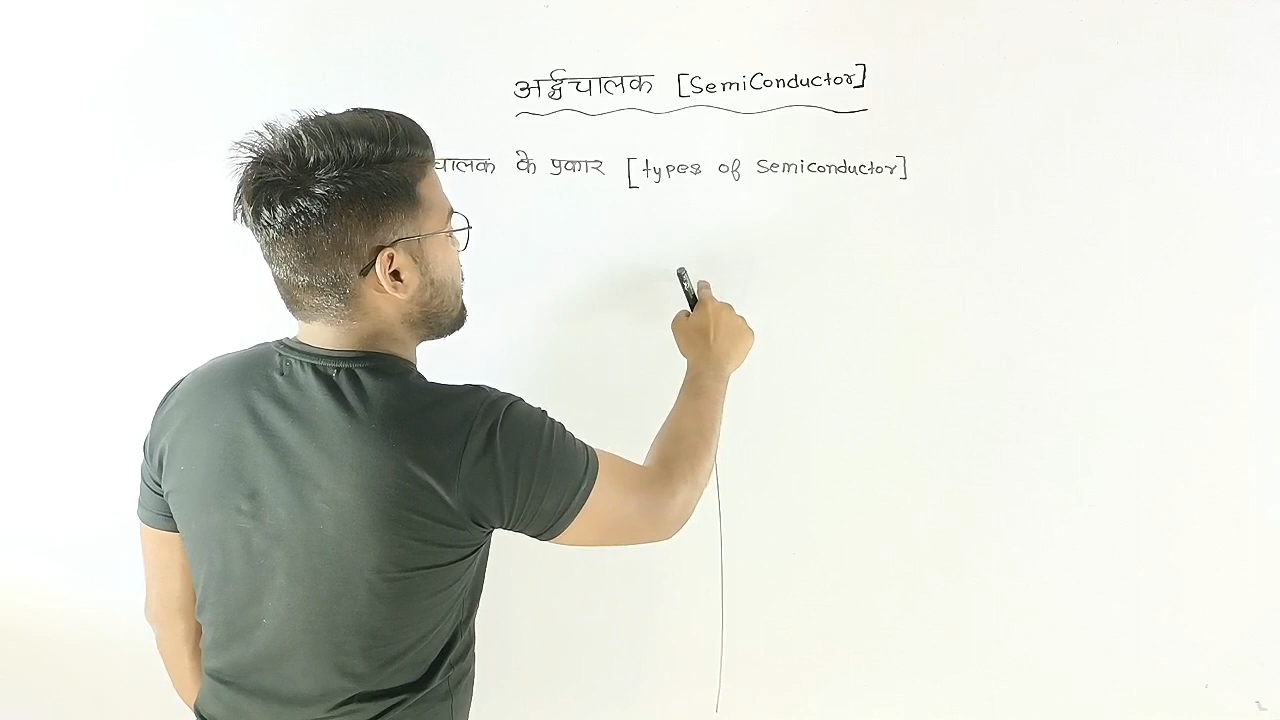 अर्द्धचालक [SemiConductor]
चालक के प्रकार [types of semiconductor]